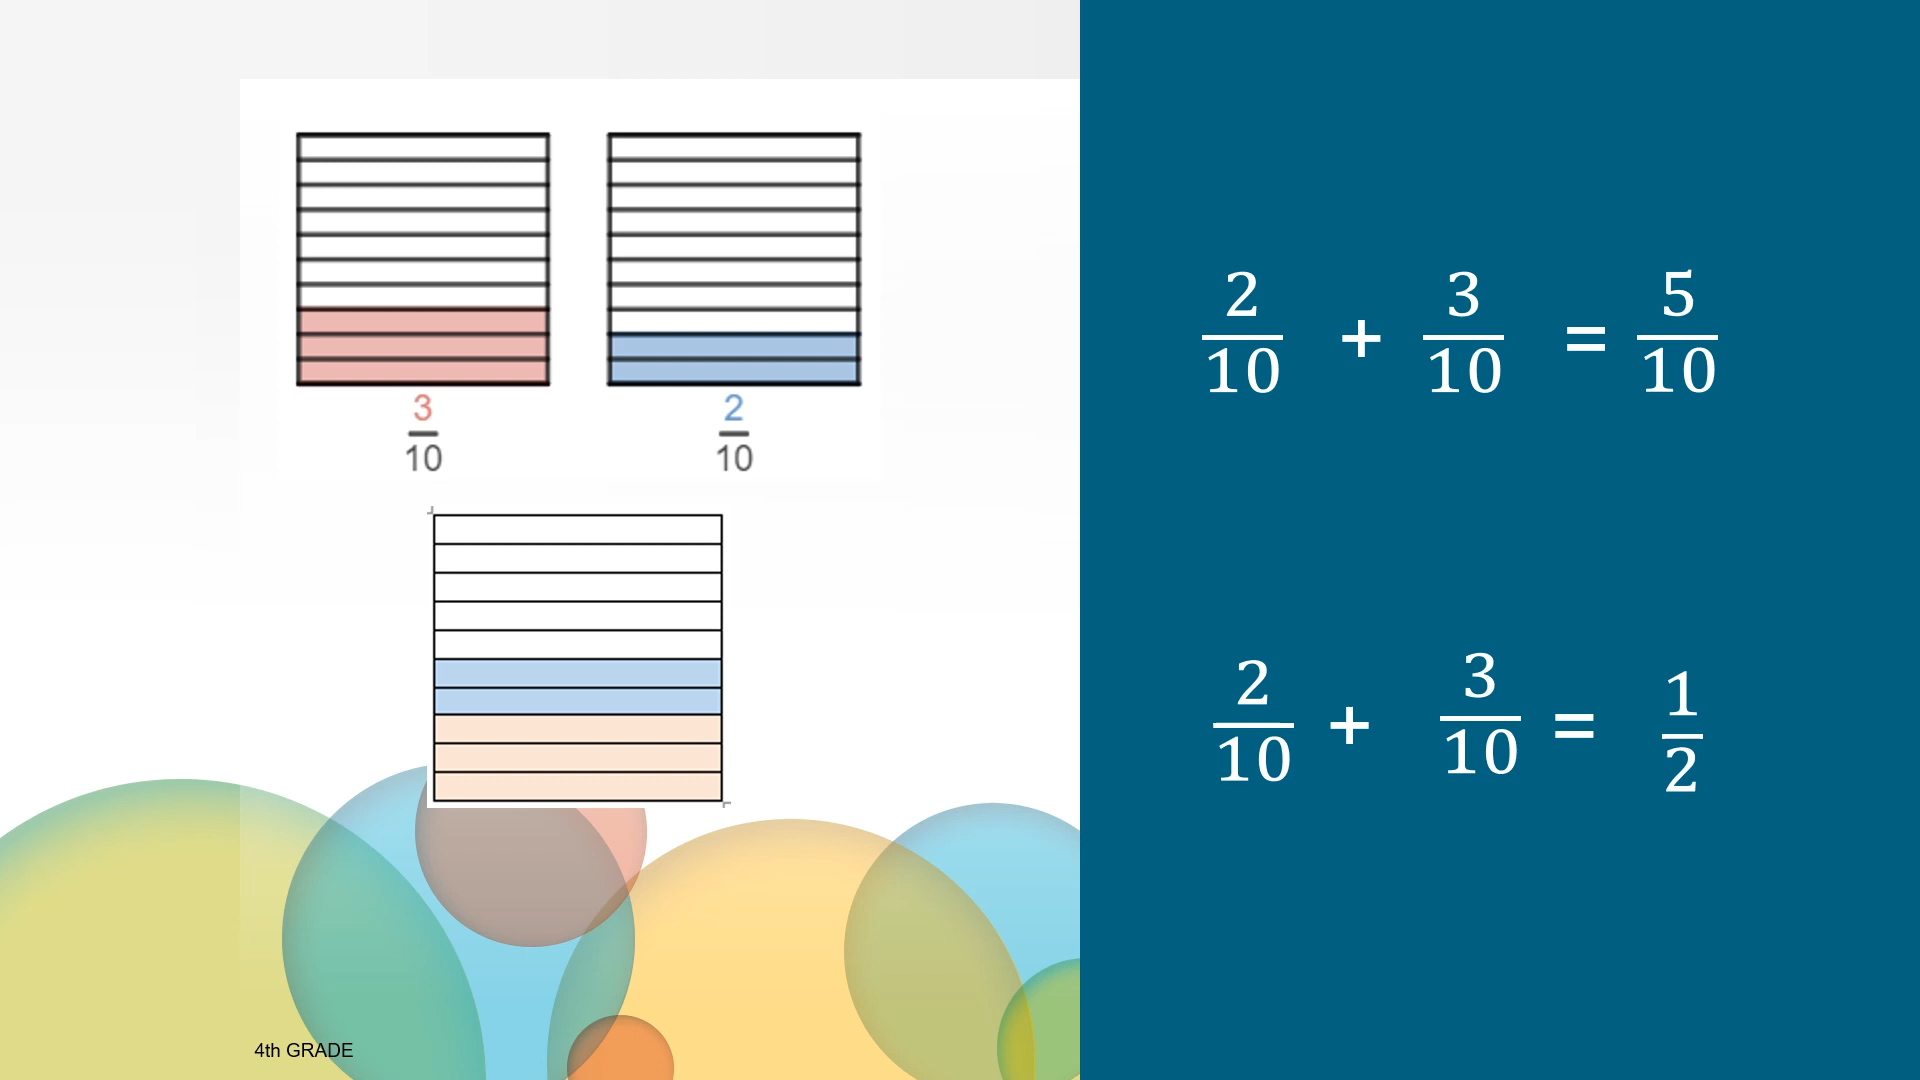 3/10 2/10
2/10 + 3/10 = 5/10
2/10 + 3/10 = 1/2
4th GRADE